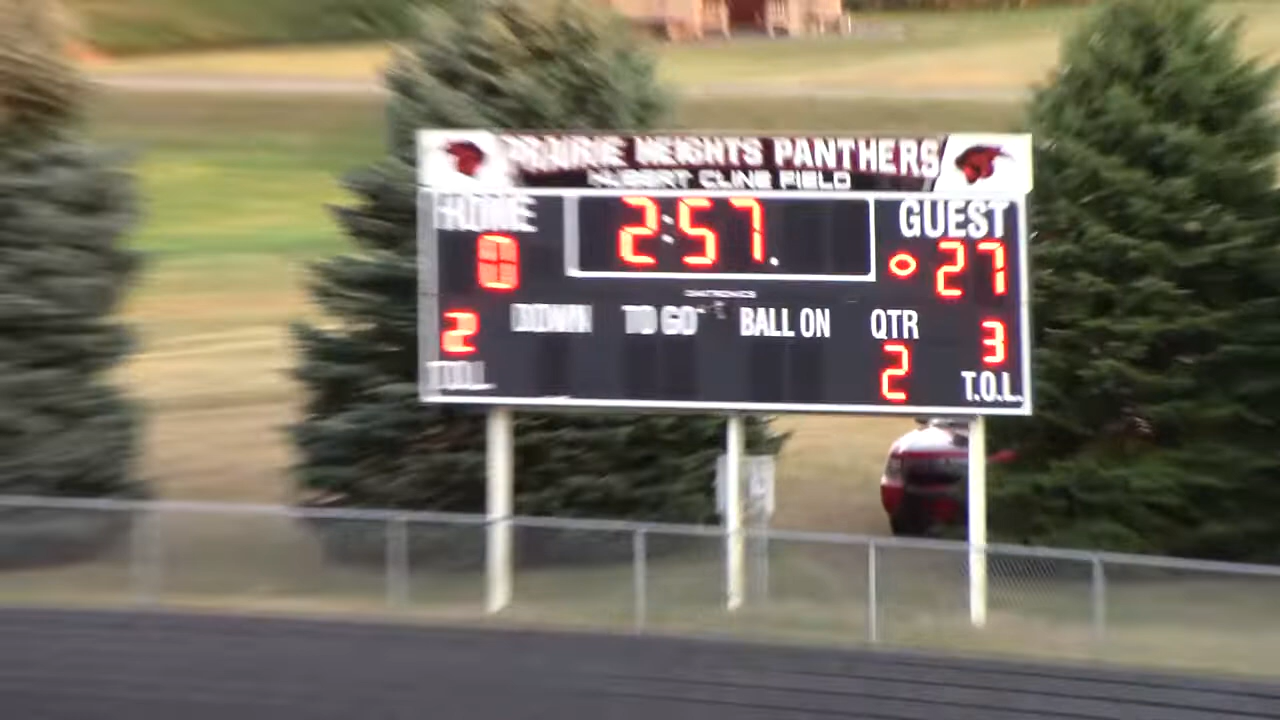 PRAIRIE HEIGHTS PANTHERS
HUBERT CLINE FIELD
HOME 2:57 GUEST
27
DOWN TO GO BALL ON QTR
2 2 3
T.O.L. T.O.L.